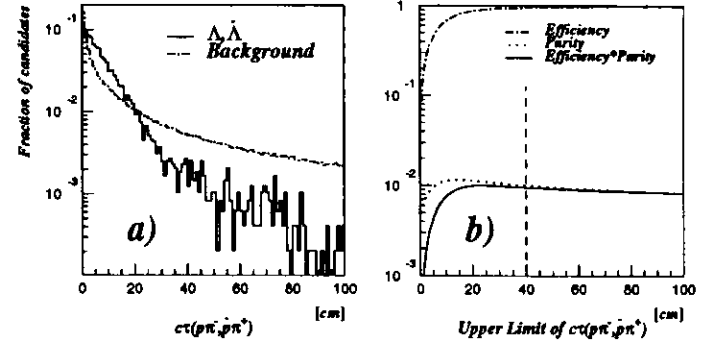 Fraction of candidates
10⁻¹
10⁻²
10⁻³
Λ, Λ̄
Background
a)
0 20 40 60 80 100
cτ(pπ⁻, p̄π⁺)
[cm]
1
10⁻¹
10⁻²
10⁻³
Efficiency
Purity
Efficiency*Purity
b)
0 20 40 60 80 100
Upper Limit of cτ(pπ⁻, p̄π⁺)
[cm]